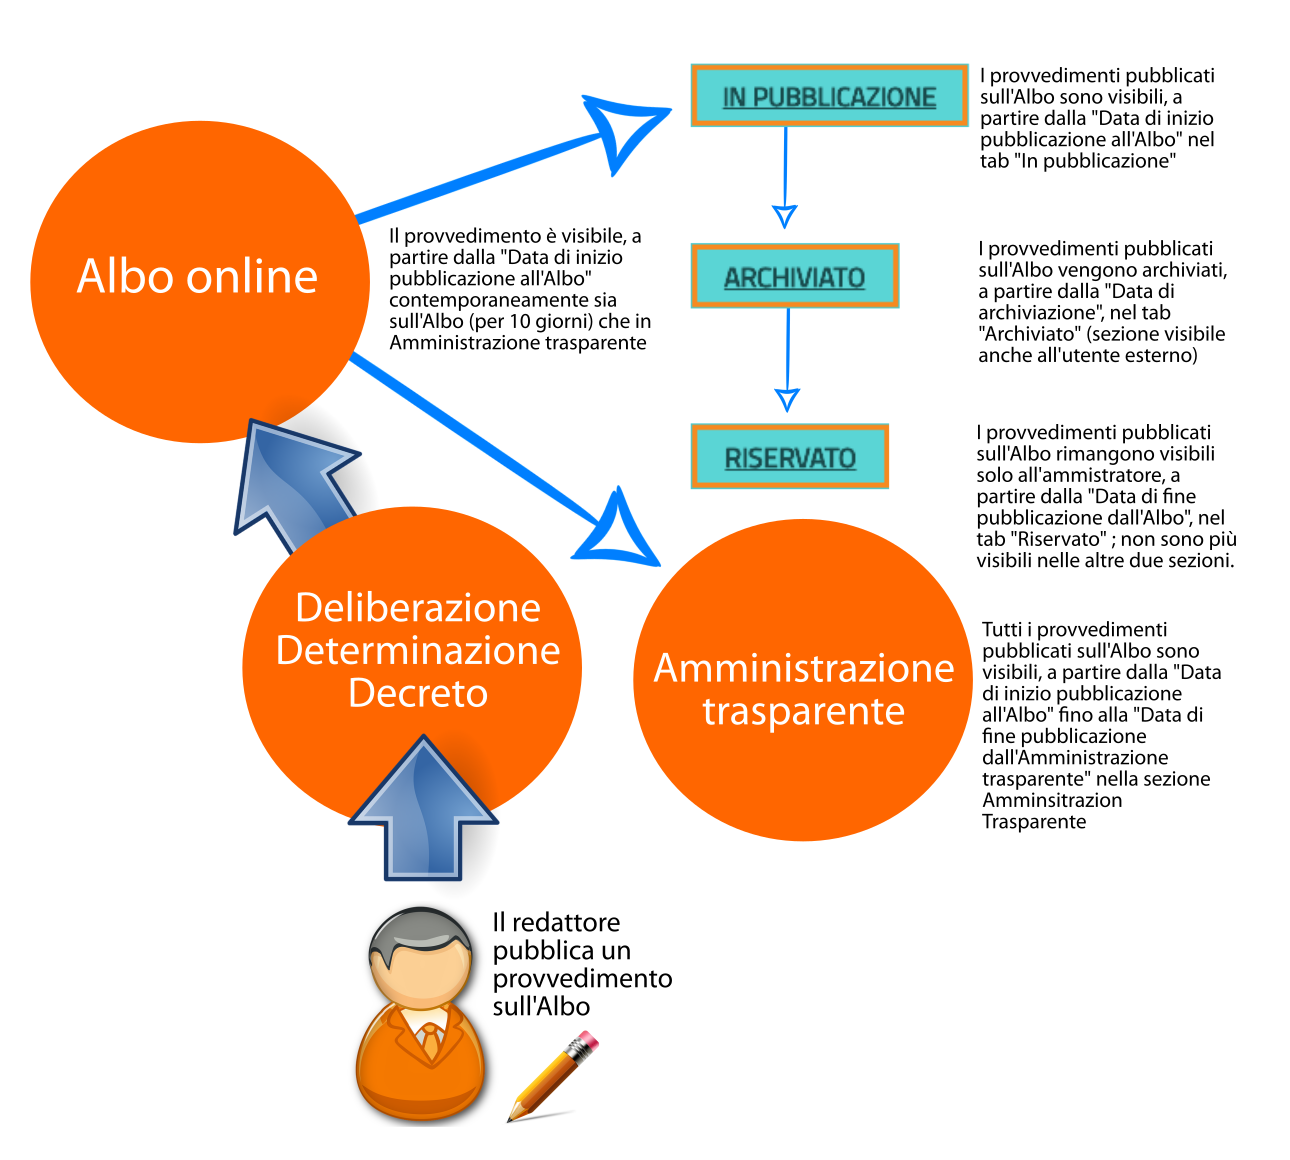 IN PUBBLICAZIONE
I provvedimenti pubblicati
sull'Albo sono visibili, a
partire dalla "Data di inizio
pubblicazione all'Albo" nel
tab "In pubblicazione"
Albo online
Il provvedimento è visibile, a
partire dalla "Data di inizio
pubblicazione all'Albo"
contemporaneamente sia
sull'Albo (per 10 giorni) che in
Amministrazione trasparente
ARCHIVIATO
I provvedimenti pubblicati
sull'Albo vengono archiviati,
a partire dalla "Data di
archiviazione", nel tab
"Archiviato" (sezione visibile
anche all'utente esterno)
RISERVATO
I provvedimenti pubblicati
sull'Albo rimangono visibili
solo all'ammistratore, a
partire dalla "Data di fine
pubblicazione dall'Albo", nel
tab "Riservato" ; non sono più
visibili nelle altre due sezioni.
Deliberazione
Determinazione
Decreto
Amministrazione
trasparente
Tutti i provvedimenti
pubblicati sull'Albo sono
visibili, a partire dalla "Data
di inizio pubblicazione
all'Albo" fino alla "Data di
fine pubblicazione
dall'Amministrazione
trasparente" nella sezione
Amminsitrazion
Trasparente
Il redattore
pubblica un
provvedimento
sull'Albo